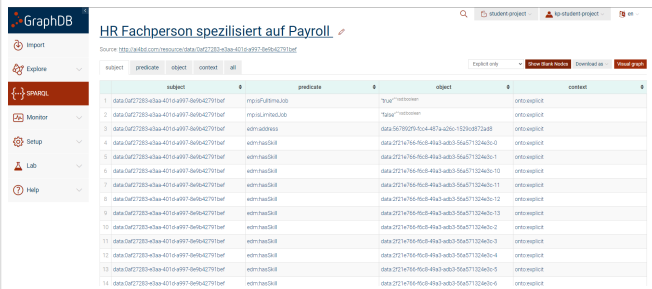 GraphDB
student-project
kp-student-project
en
Import
Explore
SPARQL
Monitor
Setup
Lab
Help
HR Fachperson spezilisiert auf Payroll
Source: http://ai4bd.com/resource/data/0af27283-e3aa-401d-a997-8e9b42791bef
subject predicate object context all
Explicit only Show Blank Nodes Download as Visual graph
subject predicate object context
1 data:0af27283-e3aa-401d-a997-8e9b42791bef mp:isFulltimeJob "true"^^xsd:boolean onto:explicit
2 data:0af27283-e3aa-401d-a997-8e9b42791bef mp:isLimitedJob "false"^^xsd:boolean onto:explicit
3 data:0af27283-e3aa-401d-a997-8e9b42791bef edm:address data:567892f9-fcc4-487a-a26c-1529cd872ad8 onto:explicit
4 data:0af27283-e3aa-401d-a997-8e9b42791bef edm:hasSkill data:2f21e766-f6c8-49a3-adb3-56a571324e3c-0 onto:explicit
5 data:0af27283-e3aa-401d-a997-8e9b42791bef edm:hasSkill data:2f21e766-f6c8-49a3-adb3-56a571324e3c-1 onto:explicit
6 data:0af27283-e3aa-401d-a997-8e9b42791bef edm:hasSkill data:2f21e766-f6c8-49a3-adb3-56a571324e3c-10 onto:explicit
7 data:0af27283-e3aa-401d-a997-8e9b42791bef edm:hasSkill data:2f21e766-f6c8-49a3-adb3-56a571324e3c-11 onto:explicit
8 data:0af27283-e3aa-401d-a997-8e9b42791bef edm:hasSkill data:2f21e766-f6c8-49a3-adb3-56a571324e3c-12 onto:explicit
9 data:0af27283-e3aa-401d-a997-8e9b42791bef edm:hasSkill data:2f21e766-f6c8-49a3-adb3-56a571324e3c-13 onto:explicit
10 data:0af27283-e3aa-401d-a997-8e9b42791bef edm:hasSkill data:2f21e766-f6c8-49a3-adb3-56a571324e3c-2 onto:explicit
11 data:0af27283-e3aa-401d-a997-8e9b42791bef edm:hasSkill data:2f21e766-f6c8-49a3-adb3-56a571324e3c-3 onto:explicit
12 data:0af27283-e3aa-401d-a997-8e9b42791bef edm:hasSkill data:2f21e766-f6c8-49a3-adb3-56a571324e3c-4 onto:explicit
13 data:0af27283-e3aa-401d-a997-8e9b42791bef edm:hasSkill data:2f21e766-f6c8-49a3-adb3-56a571324e3c-5 onto:explicit
14 data:0af27283-e3aa-401d-a997-8e9b42791bef edm:hasSkill data:2f21e766-f6c8-49a3-adb3-56a571324e3c-6 onto:explicit